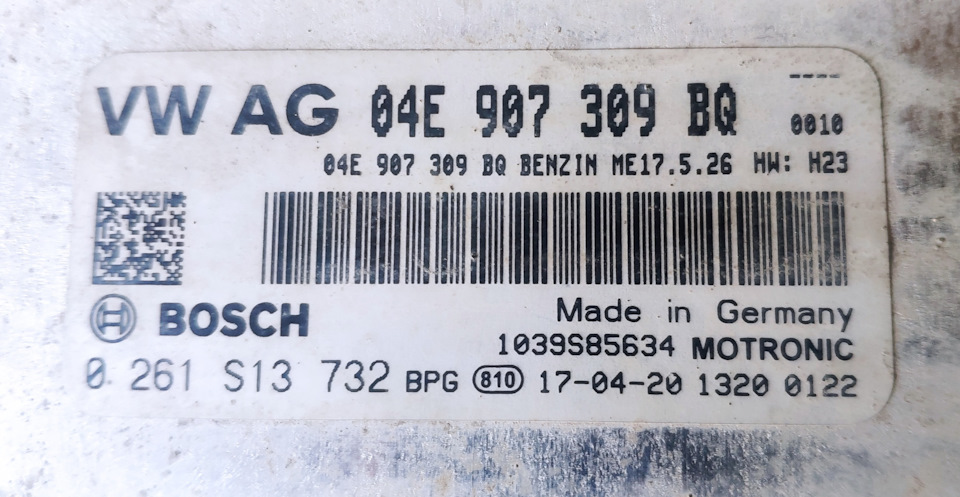 VW AG 04E 907 309 BQ
----
0010
04E 907 309 BQ BENZIN ME17.5.26 HW: H23
BOSCH
Made in Germany
1039S85634 MOTRONIC
0 261 S13 732 BPG 810 17-04-20 1320 0122